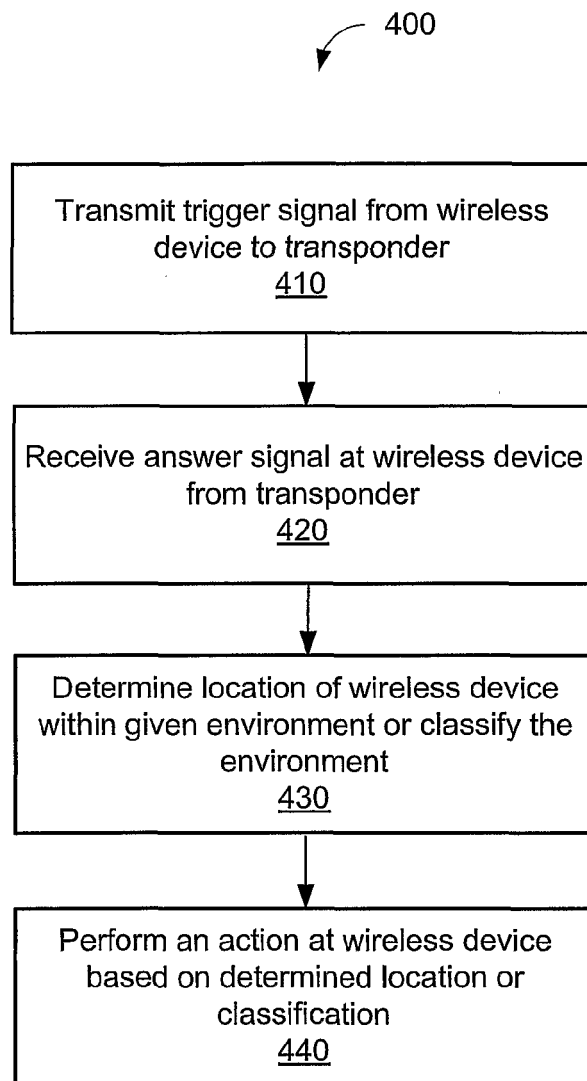 400
Transmit trigger signal from wireless
device to transponder
410
Receive answer signal at wireless device
from transponder
420
Determine location of wireless device
within given environment or classify the
environment
430
Perform an action at wireless device
based on determined location or
classification
440